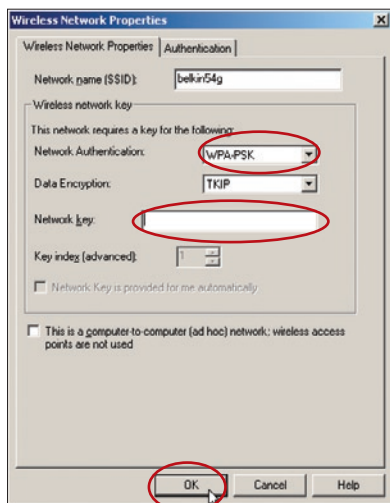 Wireless Network Properties
Wireless Network Properties
Authentication
Network name (SSID):
belkin54g
Wireless network key
This network requires a key for the following:
Network Authentication:
WPA-PSK
Data Encryption:
TKIP
Network key:
Key index (advanced):
1
Network Key is provided for me automatically
This is a computer-to-computer (ad hoc) network; wireless access
points are not used
OK
Cancel
Help